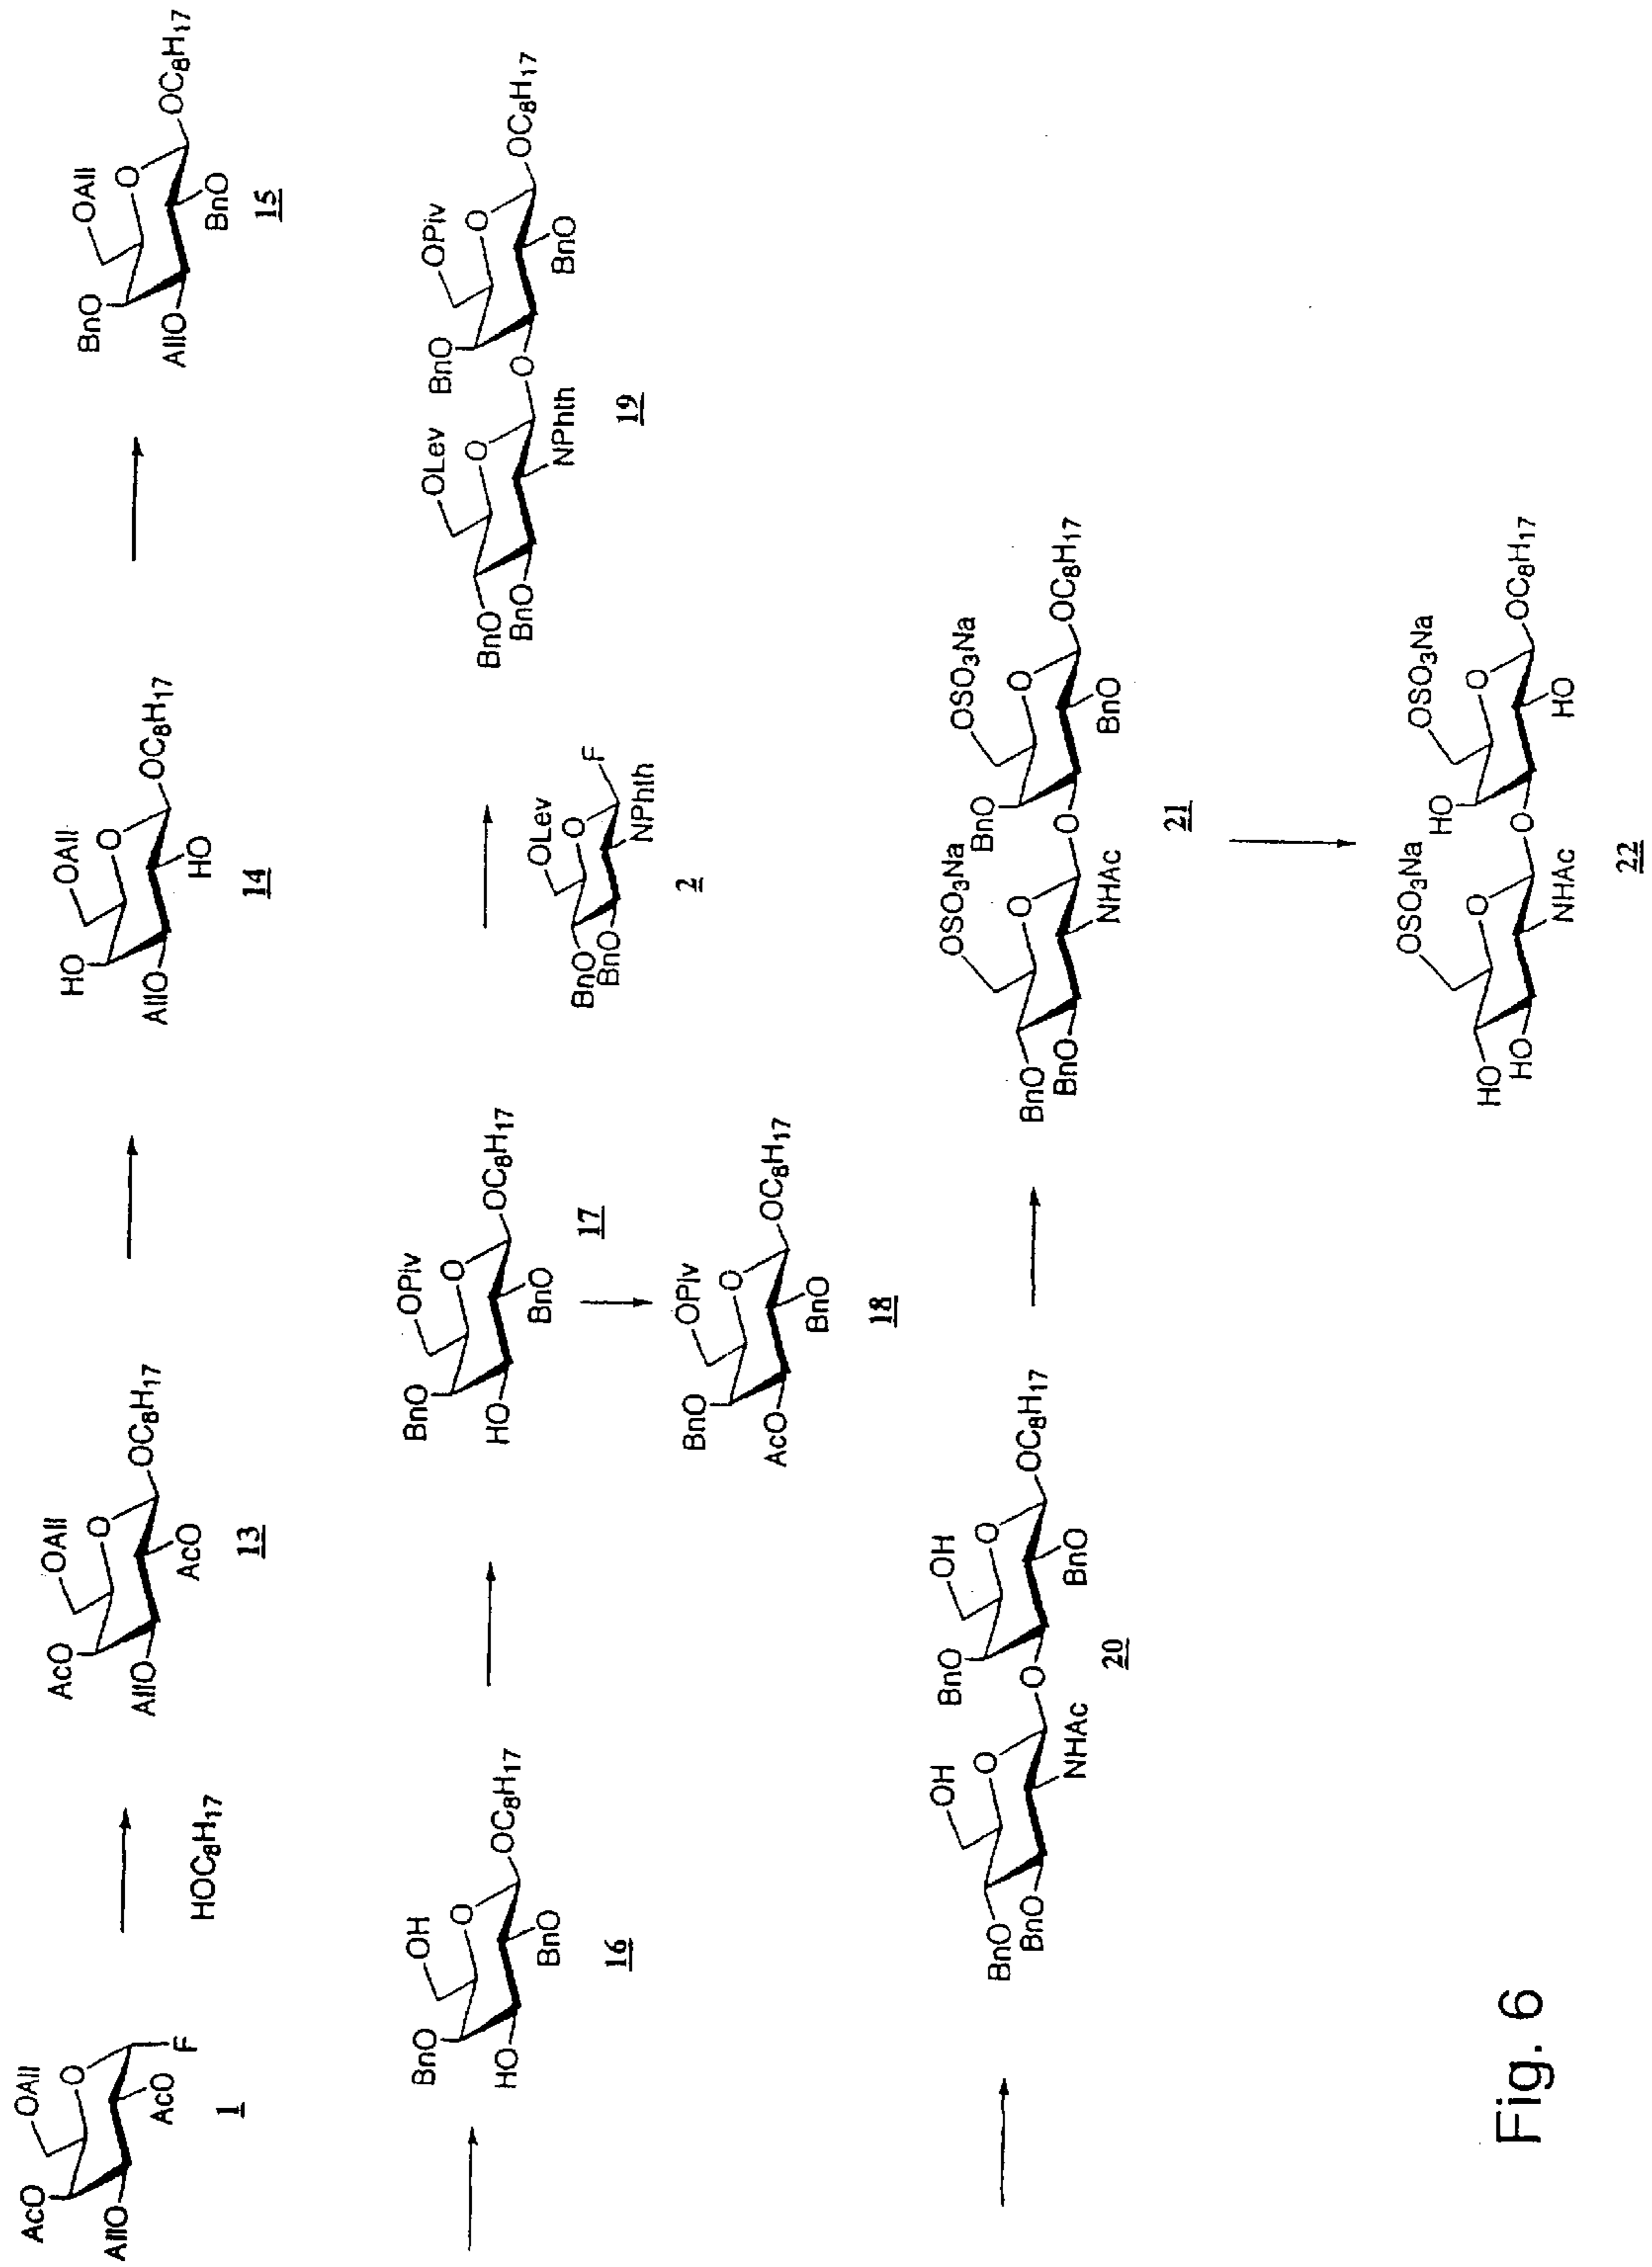 AcO OAll O
AllO AcO F
1
HOC8H17
AcO OAll O
AllO AcO OC8H17
13
HO OAll O
AllO HO OC8H17
14
BnO OAll O
AllO BnO OC8H17
15
BnO OH O
HO BnO OC8H17
16
BnO OPiv O
HO BnO OC8H17
17
BnO OPiv O
AcO BnO OC8H17
18
OLev O F
BnO BnO NPhth
2
OLev O BnO OPiv O
BnO BnO NPhth O BnO OC8H17
19
OH O BnO OH O
BnO BnO NHAc O BnO OC8H17
20
OSO3Na O BnO OSO3Na O
BnO BnO NHAc O BnO OC8H17
21
OSO3Na O HO OSO3Na O
HO HO NHAc O HO OC8H17
22
Fig. 6